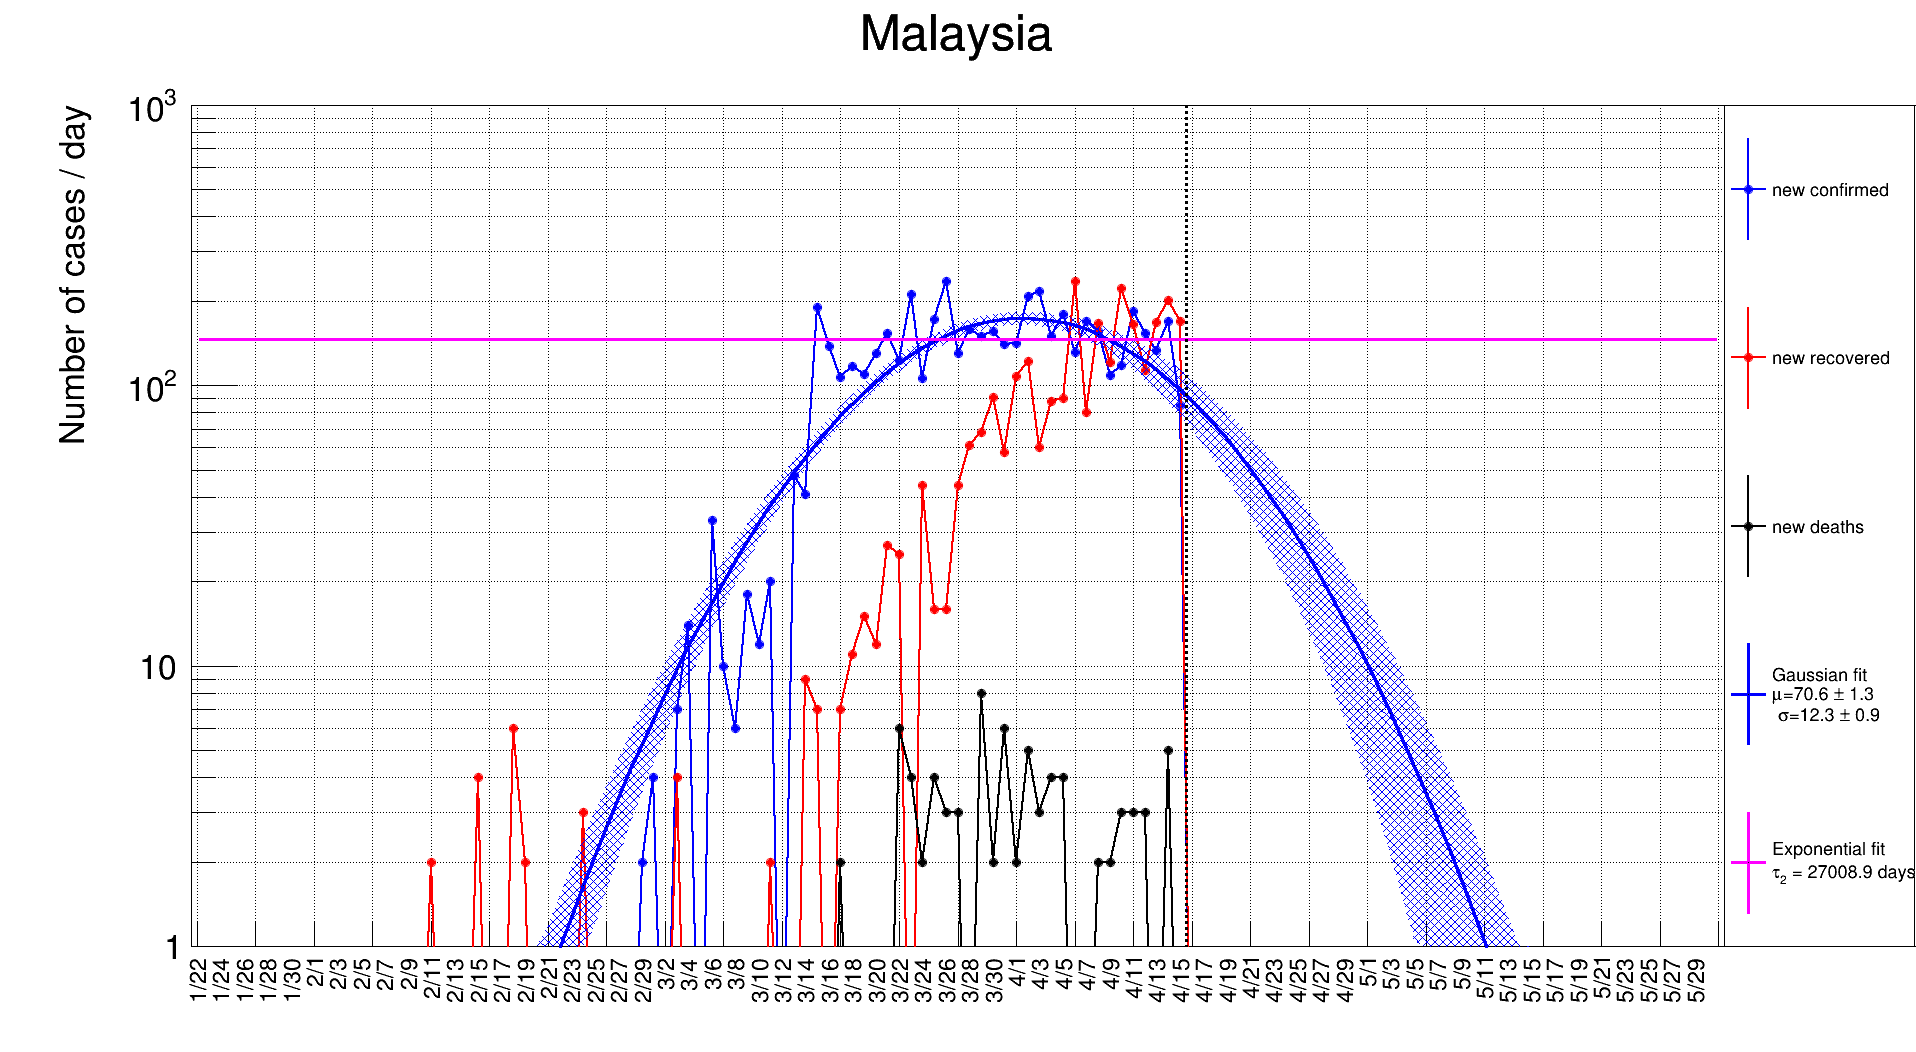 Malaysia
Number of cases / day
10³
10²
10
1
1/22 1/24 1/26 1/28 1/30 2/1 2/3 2/5 2/7 2/9 2/11 2/13 2/15 2/17 2/19 2/21 2/23 2/25 2/27 2/29 3/2 3/4 3/6 3/8 3/10 3/12 3/14 3/16 3/18 3/20 3/22 3/24 3/26 3/28 3/30 4/1 4/3 4/5 4/7 4/9 4/11 4/13 4/15 4/17 4/19 4/21 4/23 4/25 4/27 4/29 5/1 5/3 5/5 5/7 5/9 5/11 5/13 5/15 5/17 5/19 5/21 5/23 5/25 5/27 5/29
new confirmed
new recovered
new deaths
Gaussian fit
μ=70.6 ± 1.3
σ=12.3 ± 0.9
Exponential fit
τ₂ = 27008.9 days